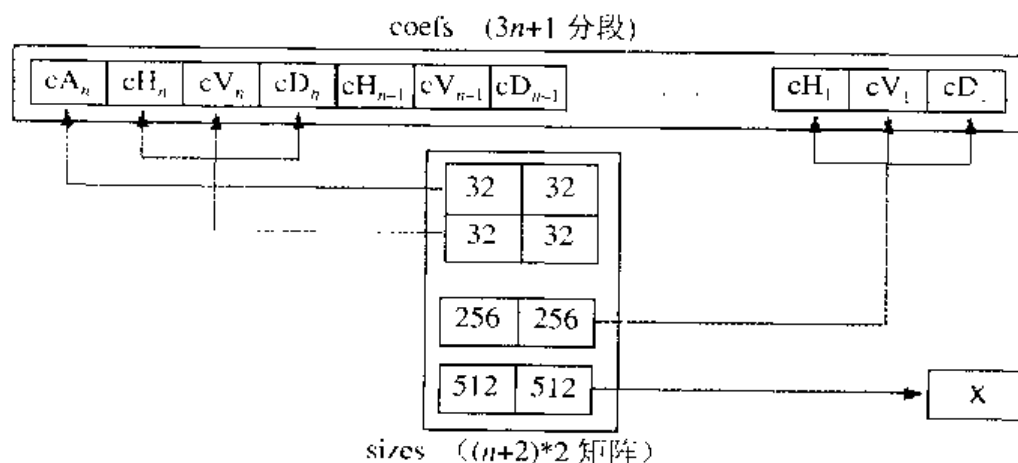 coefs (3n+1 分段)
cAₙ cHₙ cVₙ cDₙ cHₙ₋₁ cVₙ₋₁ cDₙ₋₁ cH₁ cV₁ cD
32 32
32 32
256 256
512 512
X
sizes （(n+2)*2 矩阵）